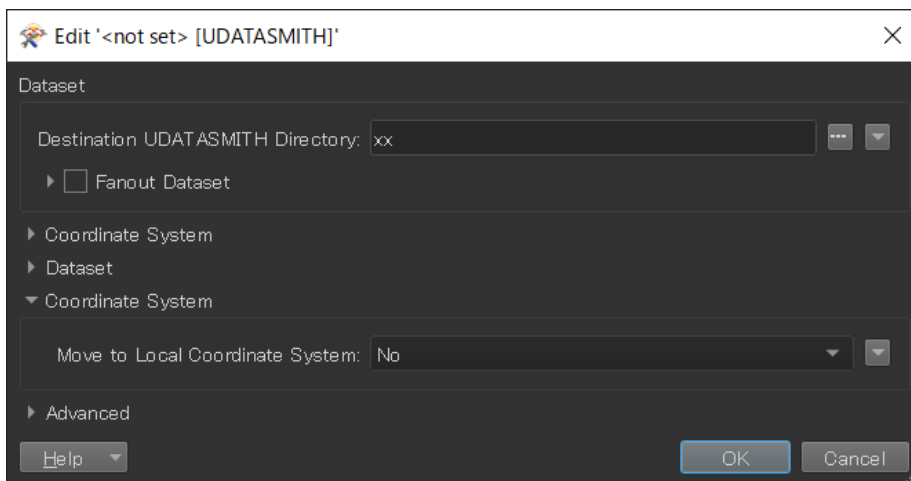 Edit '<not set> [UDATASMITH]'
Dataset
Destination UDATASMITH Directory: xx
Fanout Dataset
Coordinate System
Dataset
Coordinate System
Move to Local Coordinate System: No
Advanced
Help OK Cancel